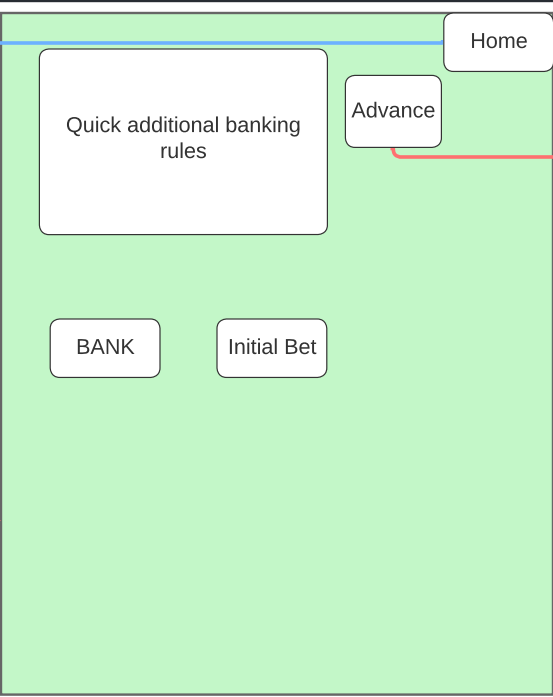 Home
Advance
Quick additional banking
rules
BANK
Initial Bet